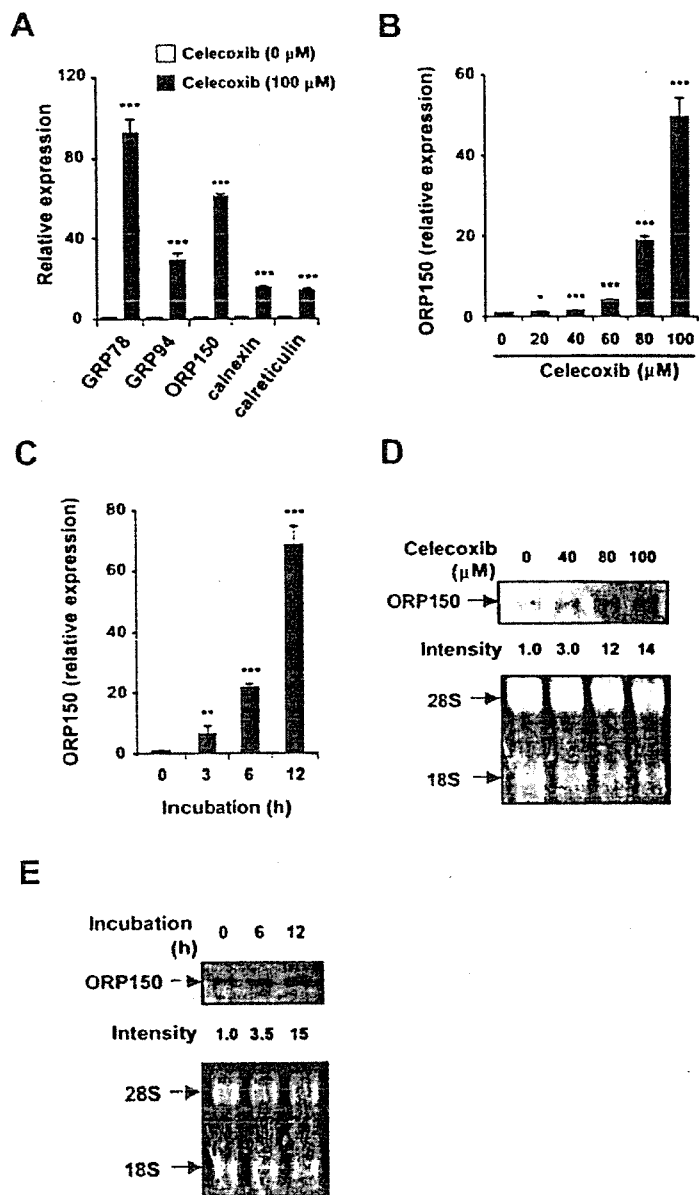 A
Celecoxib (0 µM)
Celecoxib (100 µM)
Relative expression
120
80
40
0
***
***
***
***
***
GRP78
GRP94
ORP150
calnexin
calreticulin
B
ORP150 (relative expression)
60
40
20
0
*
***
***
***
***
0 20 40 60 80 100
Celecoxib (µM)
C
ORP150 (relative expression)
80
60
40
20
0
**
***
***
0 3 6 12
Incubation (h)
D
Celecoxib (µM) 0 40 80 100
ORP150
Intensity 1.0 3.0 12 14
28S
18S
E
Incubation (h) 0 6 12
ORP150
Intensity 1.0 3.5 15
28S
18S